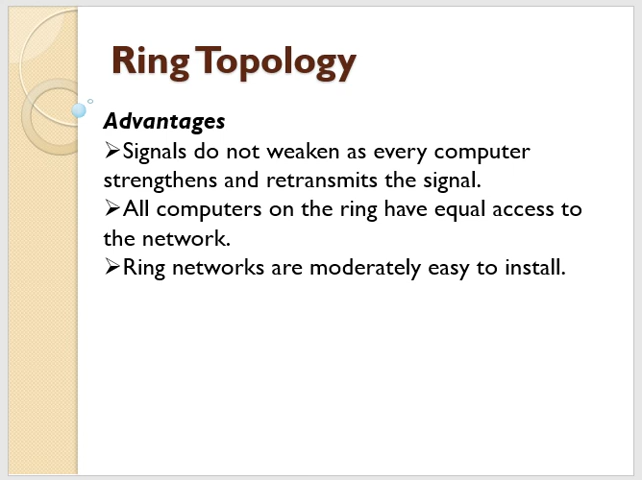 Ring Topology
Advantages
➢Signals do not weaken as every computer
strengthens and retransmits the signal.
➢All computers on the ring have equal access to
the network.
➢Ring networks are moderately easy to install.